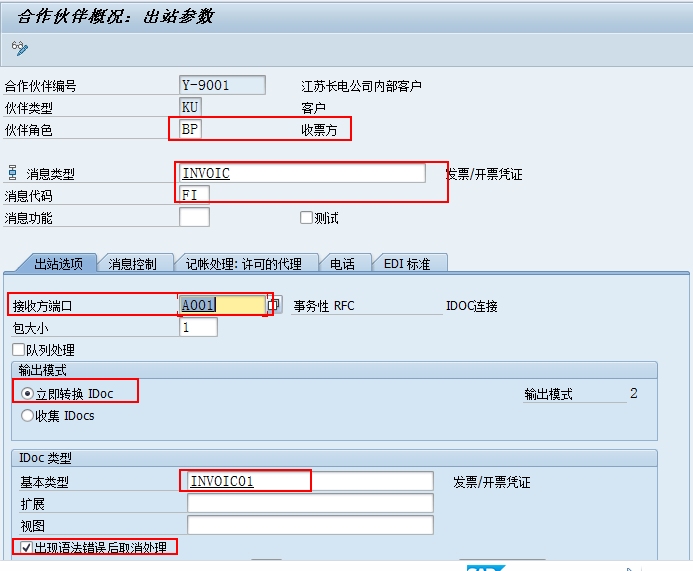 合作伙伴概况: 出站参数
合作伙伴编号 Y-9001 江苏长电公司内部客户
伙伴类型 KU 客户
伙伴角色 BP 收票方
消息类型 INVOIC 发票/开票凭证
消息代码 FI
消息功能 测试
出站选项 消息控制 记帐处理: 许可的代理 电话 EDI 标准
接收方端口 A001 事务性 RFC IDOC连接
包大小 1
队列处理
输出模式
立即转换 IDoc 输出模式 2
收集 IDocs
IDoc 类型
基本类型 INVOIC01 发票/开票凭证
扩展
视图
出现语法错误后取消处理
SAP